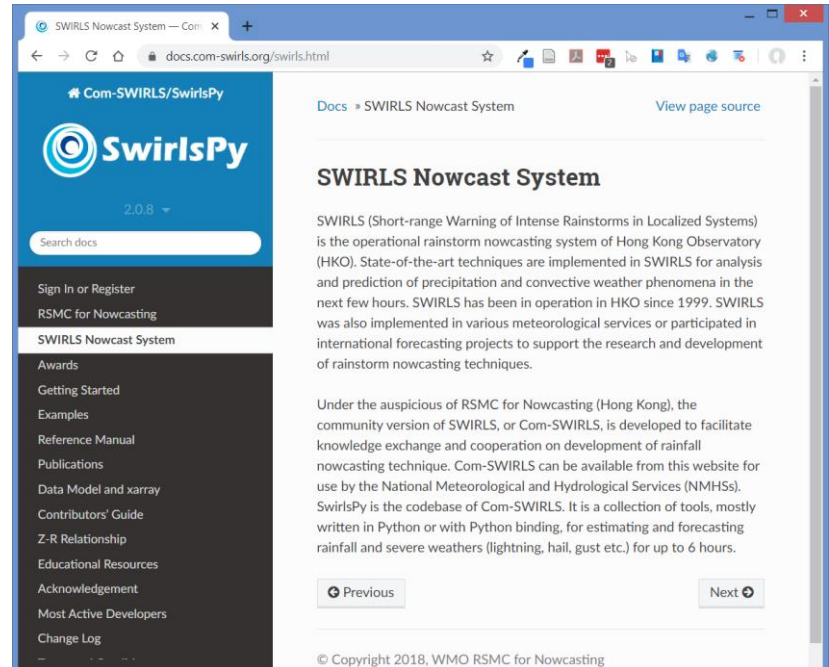 SWIRLS Nowcast System — Com
docs.com-swirls.org/swirls.html
2
Com-SWIRLS/SwirlsPy
SwirlsPy
2.0.8
Search docs
Sign In or Register
RSMC for Nowcasting
SWIRLS Nowcast System
Awards
Getting Started
Examples
Reference Manual
Publications
Data Model and xarray
Contributors' Guide
Z-R Relationship
Educational Resources
Acknowledgement
Most Active Developers
Change Log
Docs » SWIRLS Nowcast System
View page source
SWIRLS Nowcast System
SWIRLS (Short-range Warning of Intense Rainstorms in Localized Systems)
is the operational rainstorm nowcasting system of Hong Kong Observatory
(HKO). State-of-the-art techniques are implemented in SWIRLS for analysis
and prediction of precipitation and convective weather phenomena in the
next few hours. SWIRLS has been in operation in HKO since 1999. SWIRLS
was also implemented in various meteorological services or participated in
international forecasting projects to support the research and development
of rainstorm nowcasting techniques.
Under the auspicious of RSMC for Nowcasting (Hong Kong), the
community version of SWIRLS, or Com-SWIRLS, is developed to facilitate
knowledge exchange and cooperation on development of rainfall
nowcasting technique. Com-SWIRLS can be available from this website for
use by the National Meteorological and Hydrological Services (NMHSs).
SwirlsPy is the codebase of Com-SWIRLS. It is a collection of tools, mostly
written in Python or with Python binding, for estimating and forecasting
rainfall and severe weathers (lightning, hail, gust etc.) for up to 6 hours.
Previous
Next
© Copyright 2018, WMO RSMC for Nowcasting